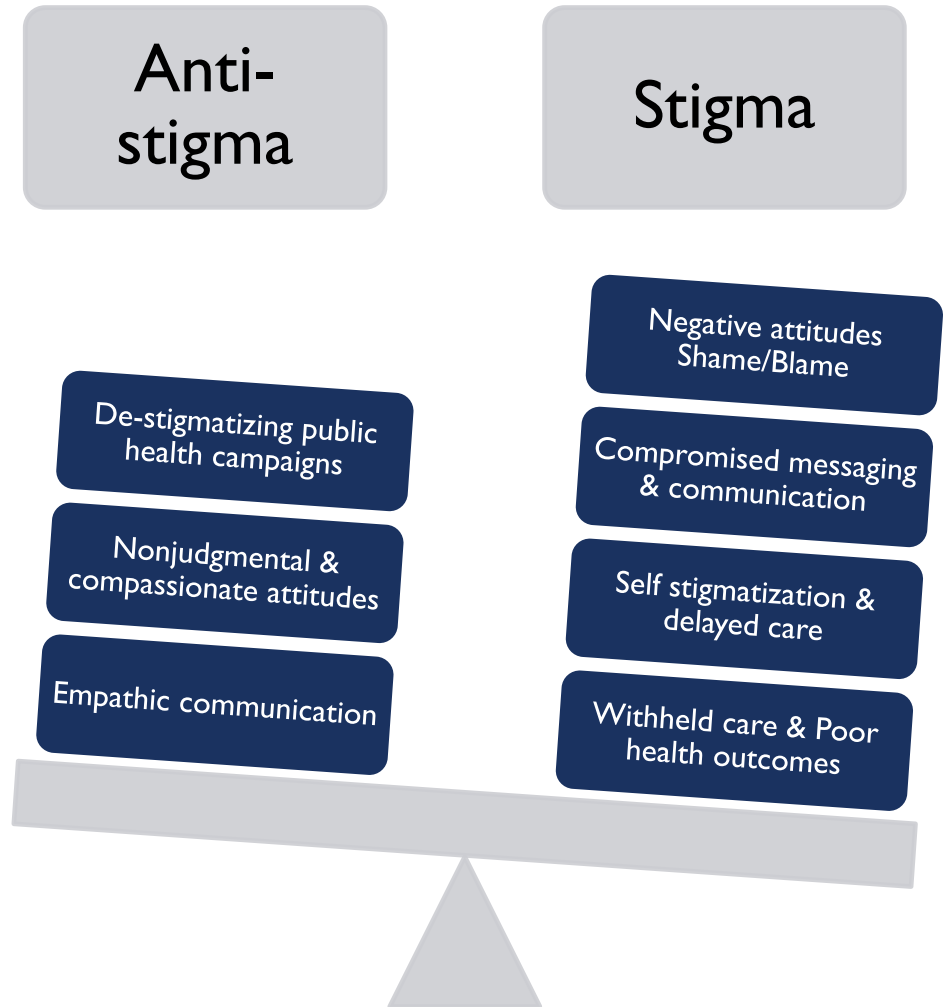 Anti-
stigma
Stigma
De-stigmatizing public
health campaigns
Nonjudgmental &
compassionate attitudes
Empathic communication
Negative attitudes
Shame/Blame
Compromised messaging
& communication
Self stigmatization &
delayed care
Withheld care & Poor
health outcomes